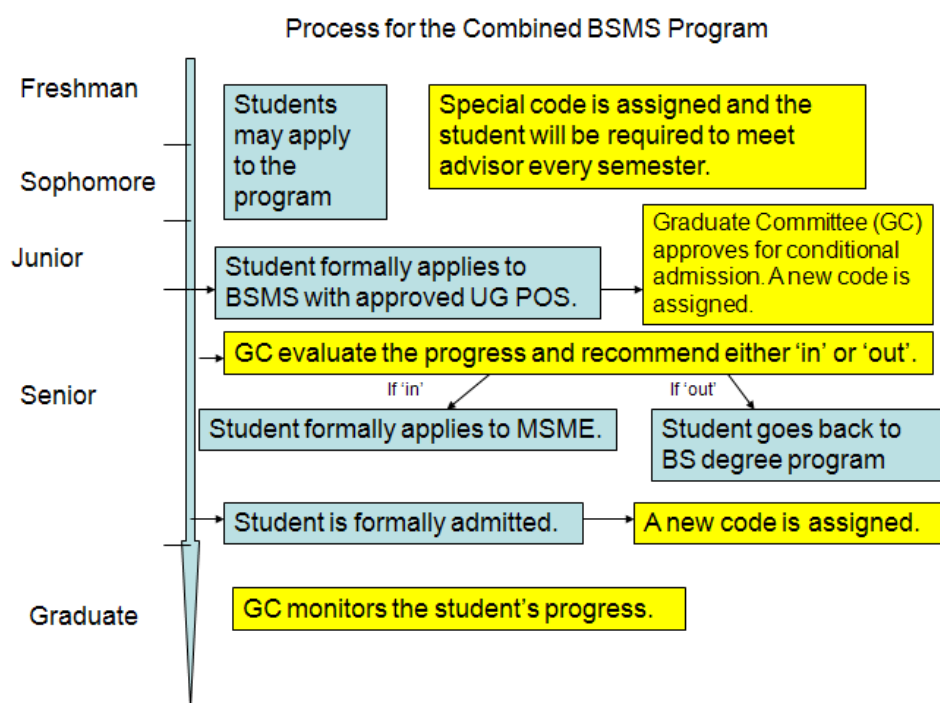 Process for the Combined BSMS Program
Freshman
Students
may apply
to the
program
Special code is assigned and the
student will be required to meet
advisor every semester.
Sophomore
Junior
Student formally applies to
BSMS with approved UG POS.
Graduate Committee (GC)
approves for conditional
admission. A new code is
assigned.
GC evaluate the progress and recommend either ‘in’ or ‘out’.
Senior
If ‘in’
If ‘out’
Student formally applies to MSME.
Student goes back to
BS degree program
Student is formally admitted.
A new code is assigned.
Graduate
GC monitors the student’s progress.